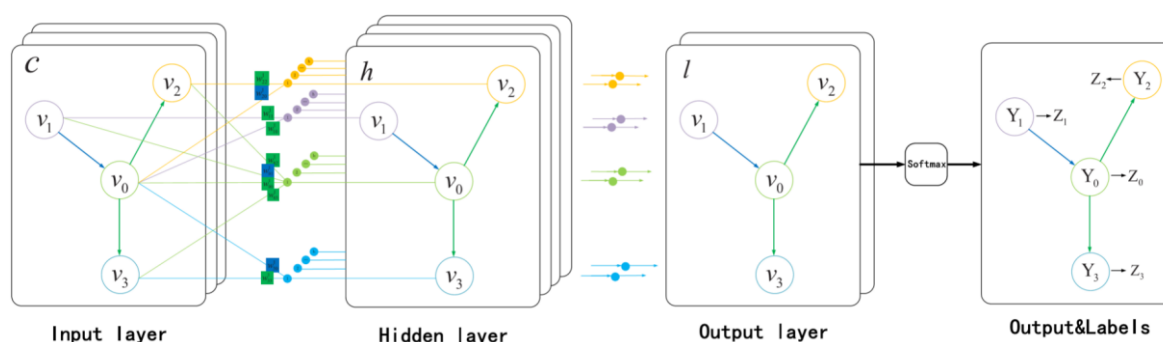 c
v2
v1
v0
v3
Input layer
h
v2
v1
v0
v3
Hidden layer
l
v2
v1
v0
v3
Output layer
Softmax
Z2 Y2
Y1 Z1
Y0 Z0
Y3 Z3
Output&Labels